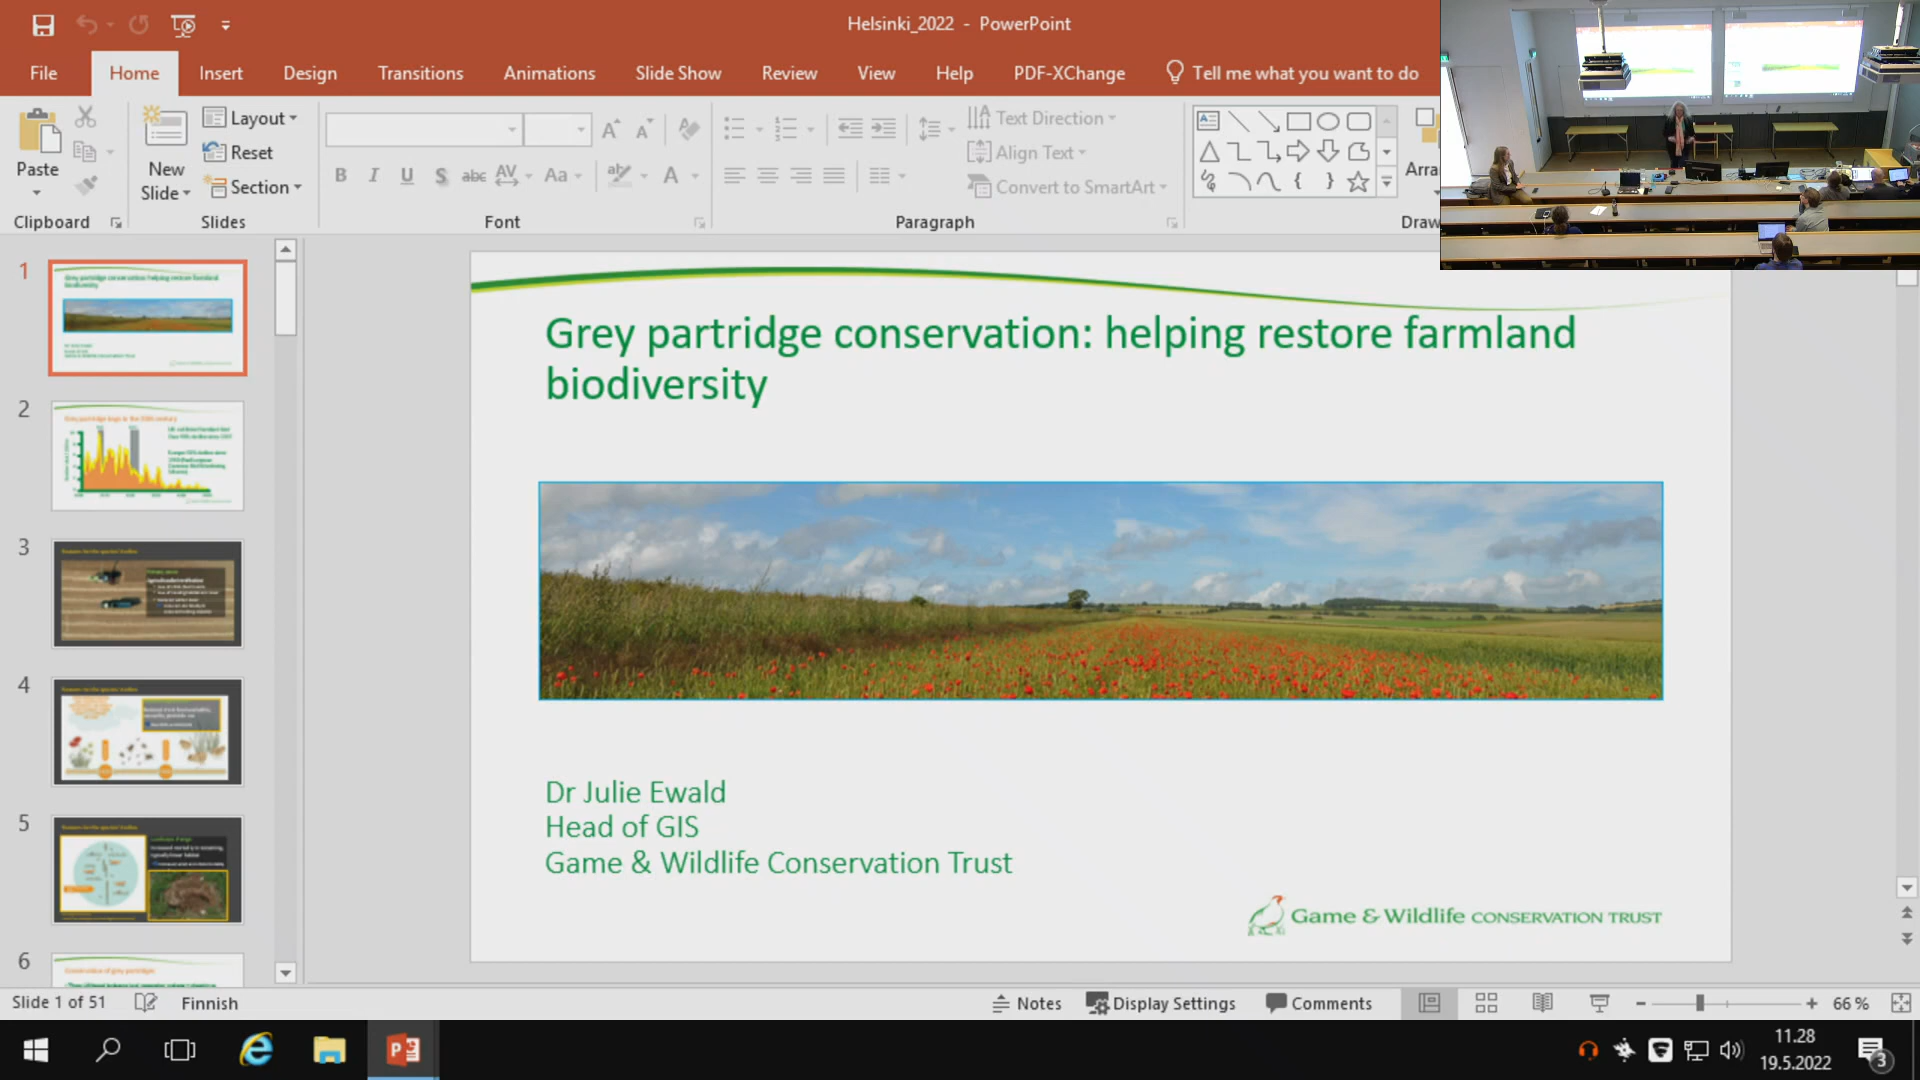 Helsinki_2022 - PowerPoint
File
Home
Insert
Design
Transitions
Animations
Slide Show
Review
View
Help
PDF-XChange
Tell me what you want to do
Paste
New
Slide
Layout
Reset
Section
Text Direction
Align Text
Convert to SmartArt
Clipboard
Slides
Font
Paragraph
1
2
3
4
5
6
Grey partridge conservation: helping restore farmland
biodiversity
Dr Julie Ewald
Head of GIS
Game & Wildlife Conservation Trust
Game & Wildlife CONSERVATION TRUST
Slide 1 of 51
Finnish
Notes
Display Settings
Comments
66 %
11.28
19.5.2022
3